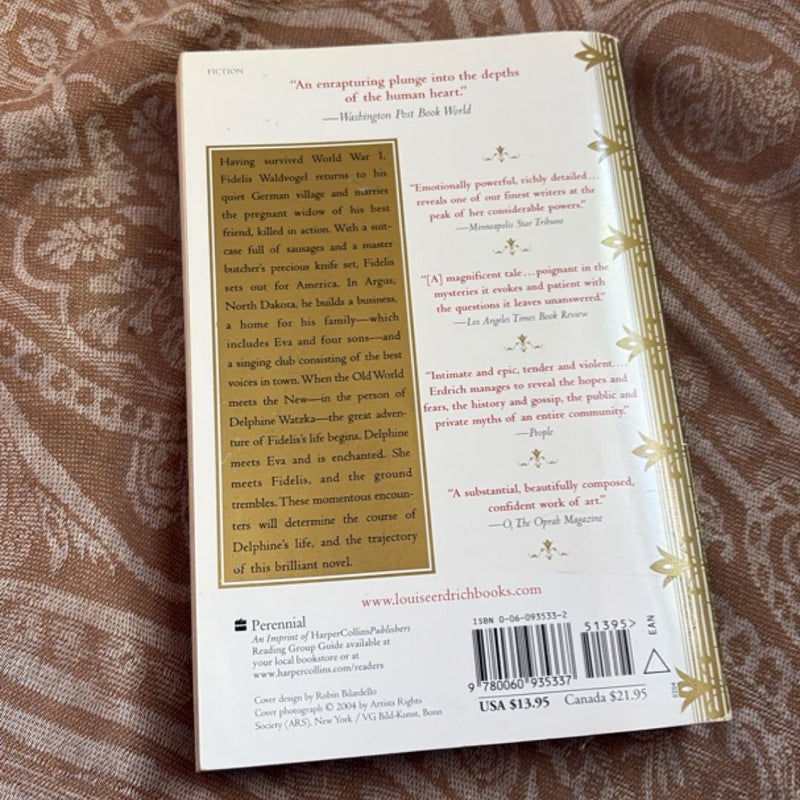 FICTION
"An enrapturing plunge into the depths
of the human heart."
—Washington Post Book World
Having survived World War I,
Fidelis Waldvogel returns to his
quiet German village and marries
the pregnant widow of his best
friend, killed in action. With a suit-
case full of sausages and a master
butcher's precious knife set, Fidelis
sets out for America. In Argus,
North Dakota, he builds a business,
a home for his family—which
includes Eva and four sons—and
a singing club consisting of the best
voices in town. When the Old World
meets the New—in the person of
Delphine Watzka—the great adven-
ture of Fidelis's life begins. Delphine
meets Eva and is enchanted. She
meets Fidelis, and the ground
trembles. These momentous encoun-
ters will determine the course of
Delphine's life, and the trajectory
of this brilliant novel.
"Emotionally powerful, richly detailed...
reveals one of our finest writers at the
peak of her considerable powers."
—Minneapolis Star Tribune
"[A] magnificent tale...poignant in the
mysteries it evokes and patient with
the questions it leaves unanswered."
—Los Angeles Times Book Review
"Intimate and epic, tender and violent....
Erdrich manages to reveal the hopes and
fears, the history and gossip, the public and
private myths of an entire community."
—People
"A substantial, beautifully composed,
confident work of art."
—O, The Oprah Magazine
www.louiseerdrichbooks.com
Perennial
An Imprint of HarperCollinsPublishers
Reading Group Guide available at
your local bookstore or at
www.harpercollins.com/readers
Cover design by Robin Bilardello
Cover photograph © 2004 by Artists Rights
Society (ARS), New York / VG Bild-Kunst, Bonn
ISBN 0-06-093533-2
51395>
EAN
9 780060 935337
USA $13.95 Canada $21.95